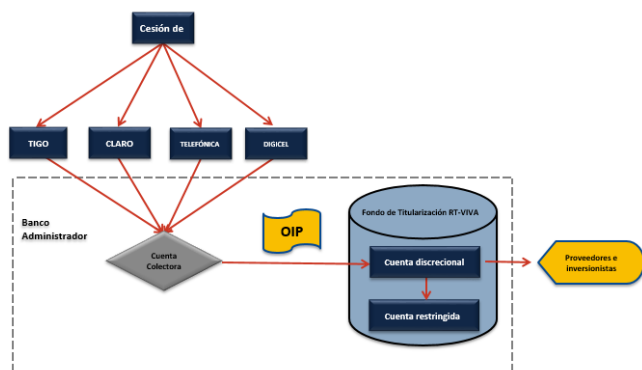 Cesión de
TIGO
CLARO
TELEFÓNICA
DIGICEL
Banco
Administrador
Cuenta
Colectora
OIP
Fondo de Titularización RT-VIVA
Cuenta discrecional
Cuenta restringida
Proveedores e
inversionistas